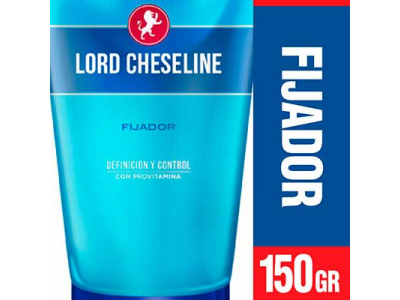 LORD CHESELINE
FIJADOR
DEFINICIÓN Y CONTROL
CON PROVITAMINA
FIJADOR
150 GR